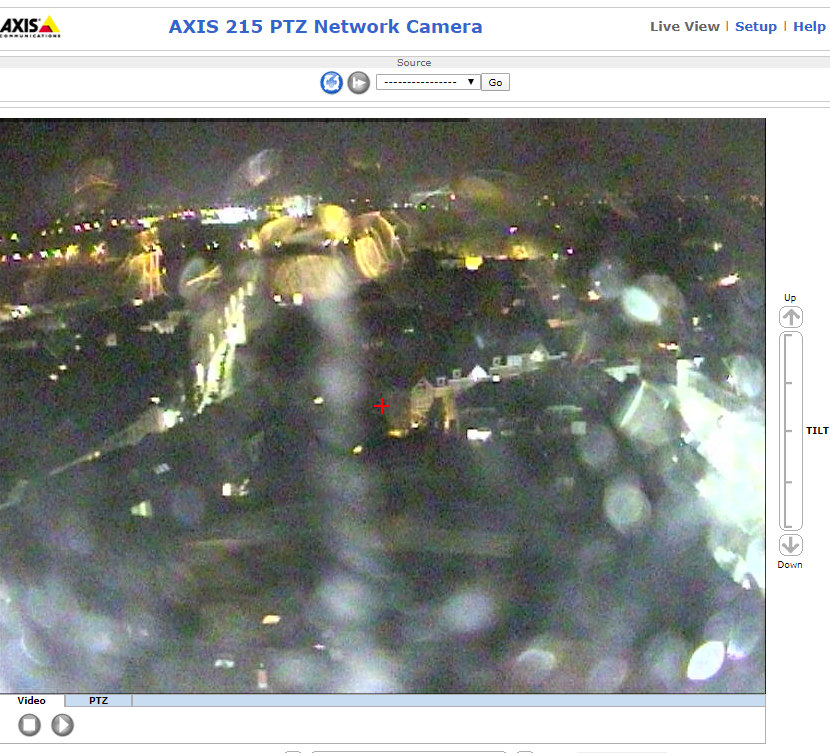 AXIS
COMMUNICATIONS
AXIS 215 PTZ Network Camera
Live View | Setup | Help
Source
---------------- Go
Up
TILT
Down
Video PTZ